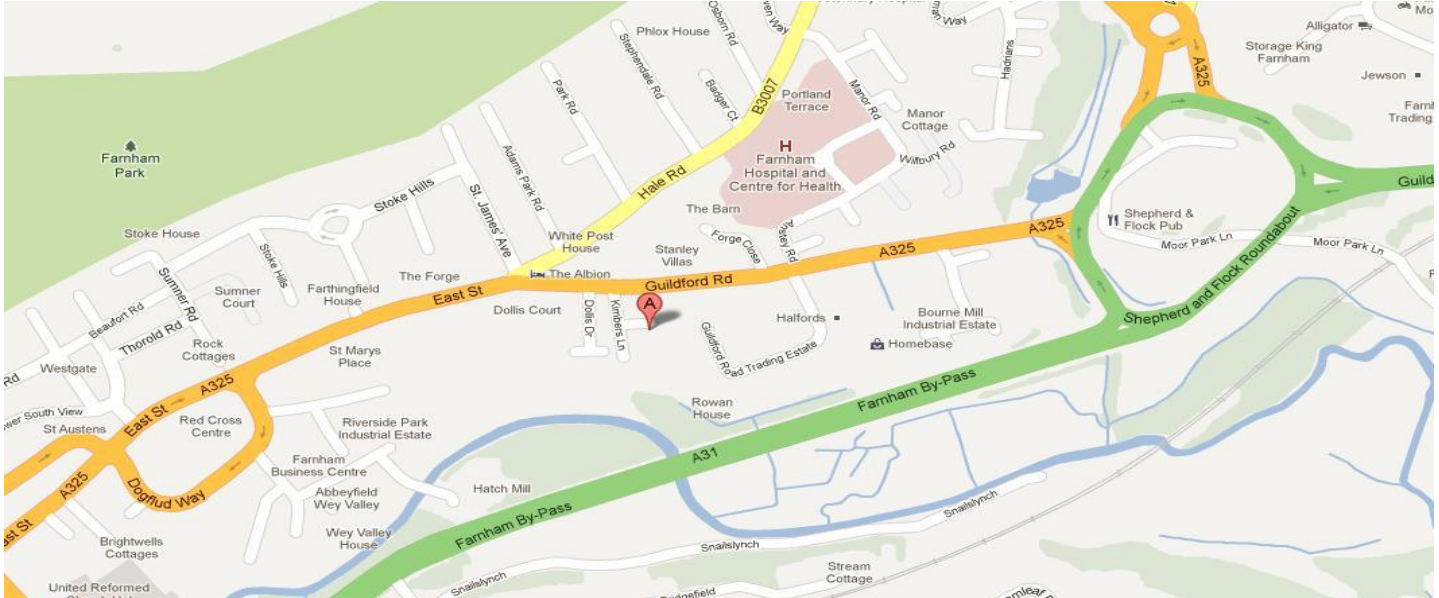 Phlox House
Osborn Rd
Way
Stephendale Rd
Park Rd
Badger Ct
B3007
Portland
Terrace
Manor Rd
Manor
Cottage
Hadrians
A325
Alligator
Storage King
Farnham
Jewson
Trading
Farnham
Park
Adams Park Rd
Hale Rd
H
Farnham
Hospital and
Centre for Health
Wilbury Rd
Stoke Hills
St. James Ave
The Barn
Stoke House
White Post
House
Stanley
Villas
Forge Close
Anstey Rd
A325
A325
Shepherd &
Flock Pub
Moor Park Ln
Moor Park Ln
Sumner Rd
Stoke Hills
Sumner
Court
The Forge
Farthingfield
House
The Albion
East St
Guildford Rd
A
Beaufort Rd
Thorold Rd
Dollis Court
Dollis Dr
Kimbers Ln
Halfords
Bourne Mill
Industrial Estate
Homebase
Shepherd and Flock Roundabout
Rock
Cottages
St Marys
Place
Guildford Road Trading Estate
Rd
Westgate
A325
Farnham By-Pass
Rowan
House
South View
St Austens
East St
Red Cross
Centre
Riverside Park
Industrial Estate
A31
A325
Dogflud Way
Farnham
Business Centre
Abbeyfield
Wey Valley
Hatch Mill
Farnham By-Pass
Snailslynch
Brightwells
Cottages
Wey Valley
House
Snailslynch
Stream
Cottage
Snailslynch
United Reformed